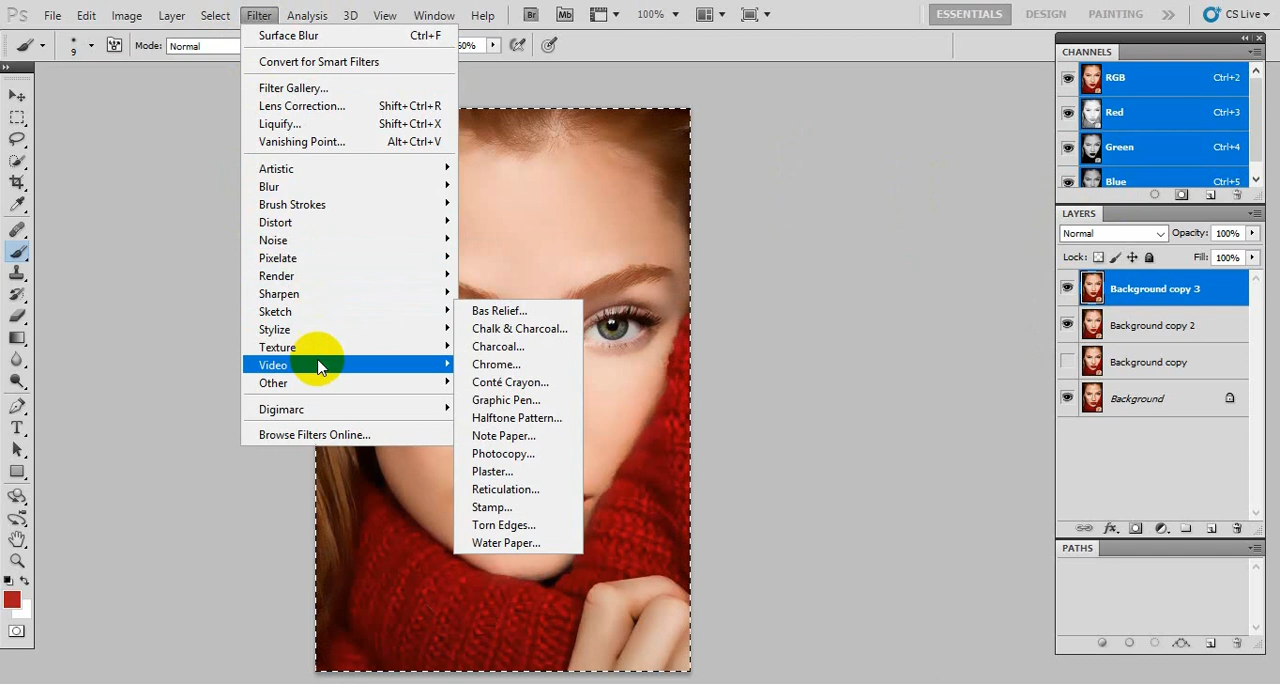 Ps File Edit Image Layer Select Filter Analysis 3D View Window Help Br Mb 100% ESSENTIALS DESIGN PAINTING CS Live
9 Mode: Normal
Surface Blur Ctrl+F
Convert for Smart Filters
Filter Gallery...
Lens Correction... Shift+Ctrl+R
Liquify... Shift+Ctrl+X
Vanishing Point... Alt+Ctrl+V
Artistic
Blur
Brush Strokes
Distort
Noise
Pixelate
Render
Sharpen
Sketch
Stylize
Texture
Video
Other
Digimarc
Browse Filters Online...
Bas Relief...
Chalk & Charcoal...
Charcoal...
Chrome...
Conté Crayon...
Graphic Pen...
Halftone Pattern...
Note Paper...
Photocopy...
Plaster...
Reticulation...
Stamp...
Torn Edges...
Water Paper...
CHANNELS
RGB Ctrl+2
Red Ctrl+3
Green Ctrl+4
Blue Ctrl+5
LAYERS
Normal Opacity: 100%
Lock: Fill: 100%
Background copy 3
Background copy 2
Background copy
Background
PATHS